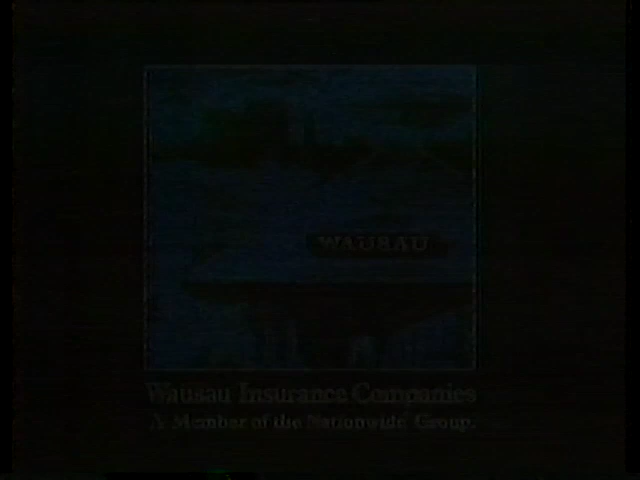 WAUSAU
Wausau Insurance Companies
A Member of the Nationwide Group.